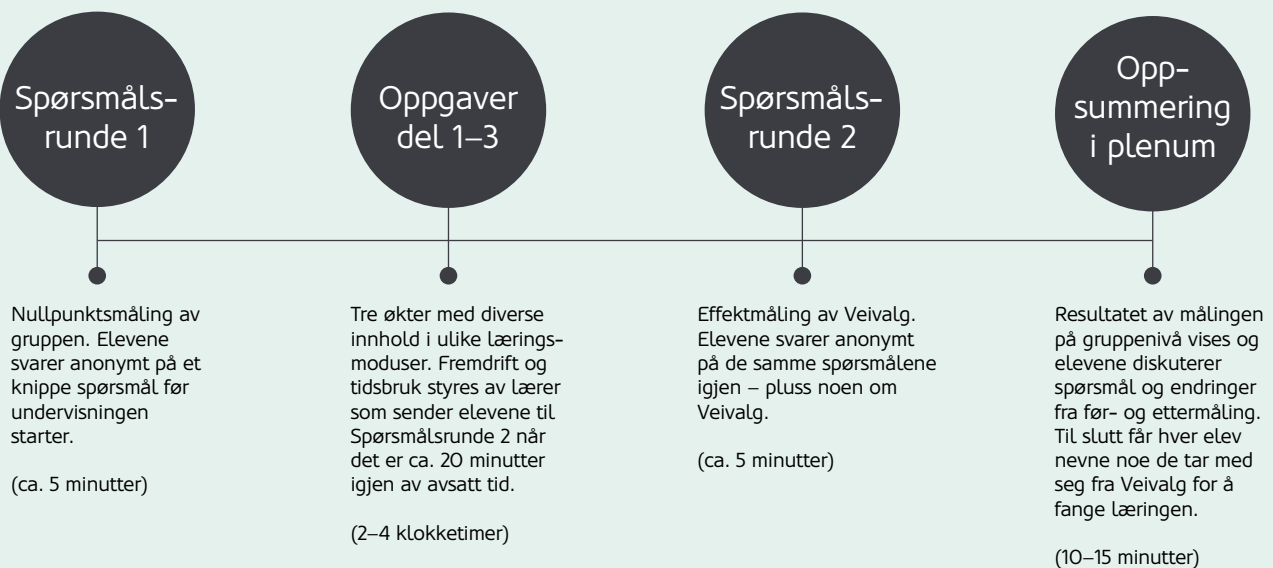 Spørsmåls-
runde 1
Nullpunktsmåling av
gruppen. Elevene
svarer anonymt på et
knippe spørsmål før
undervisningen
starter.
(ca. 5 minutter)
Oppgaver
del 1–3
Tre økter med diverse
innhold i ulike lærings-
moduser. Fremdrift og
tidsbruk styres av lærer
som sender elevene til
Spørsmålsrunde 2 når
det er ca. 20 minutter
igjen av avsatt tid.
(2–4 klokketimer)
Spørsmåls-
runde 2
Effektmåling av Veivalg.
Elevene svarer anonymt
på de samme spørsmålene
igjen – pluss noen om
Veivalg.
(ca. 5 minutter)
Opp-
summering
i plenum
Resultatet av målingen
på gruppenivå vises og
elevene diskuterer
spørsmål og endringer
fra før- og ettermåling.
Til slutt får hver elev
nevne noe de tar med
seg fra Veivalg for å
fange læringen.
(10–15 minutter)